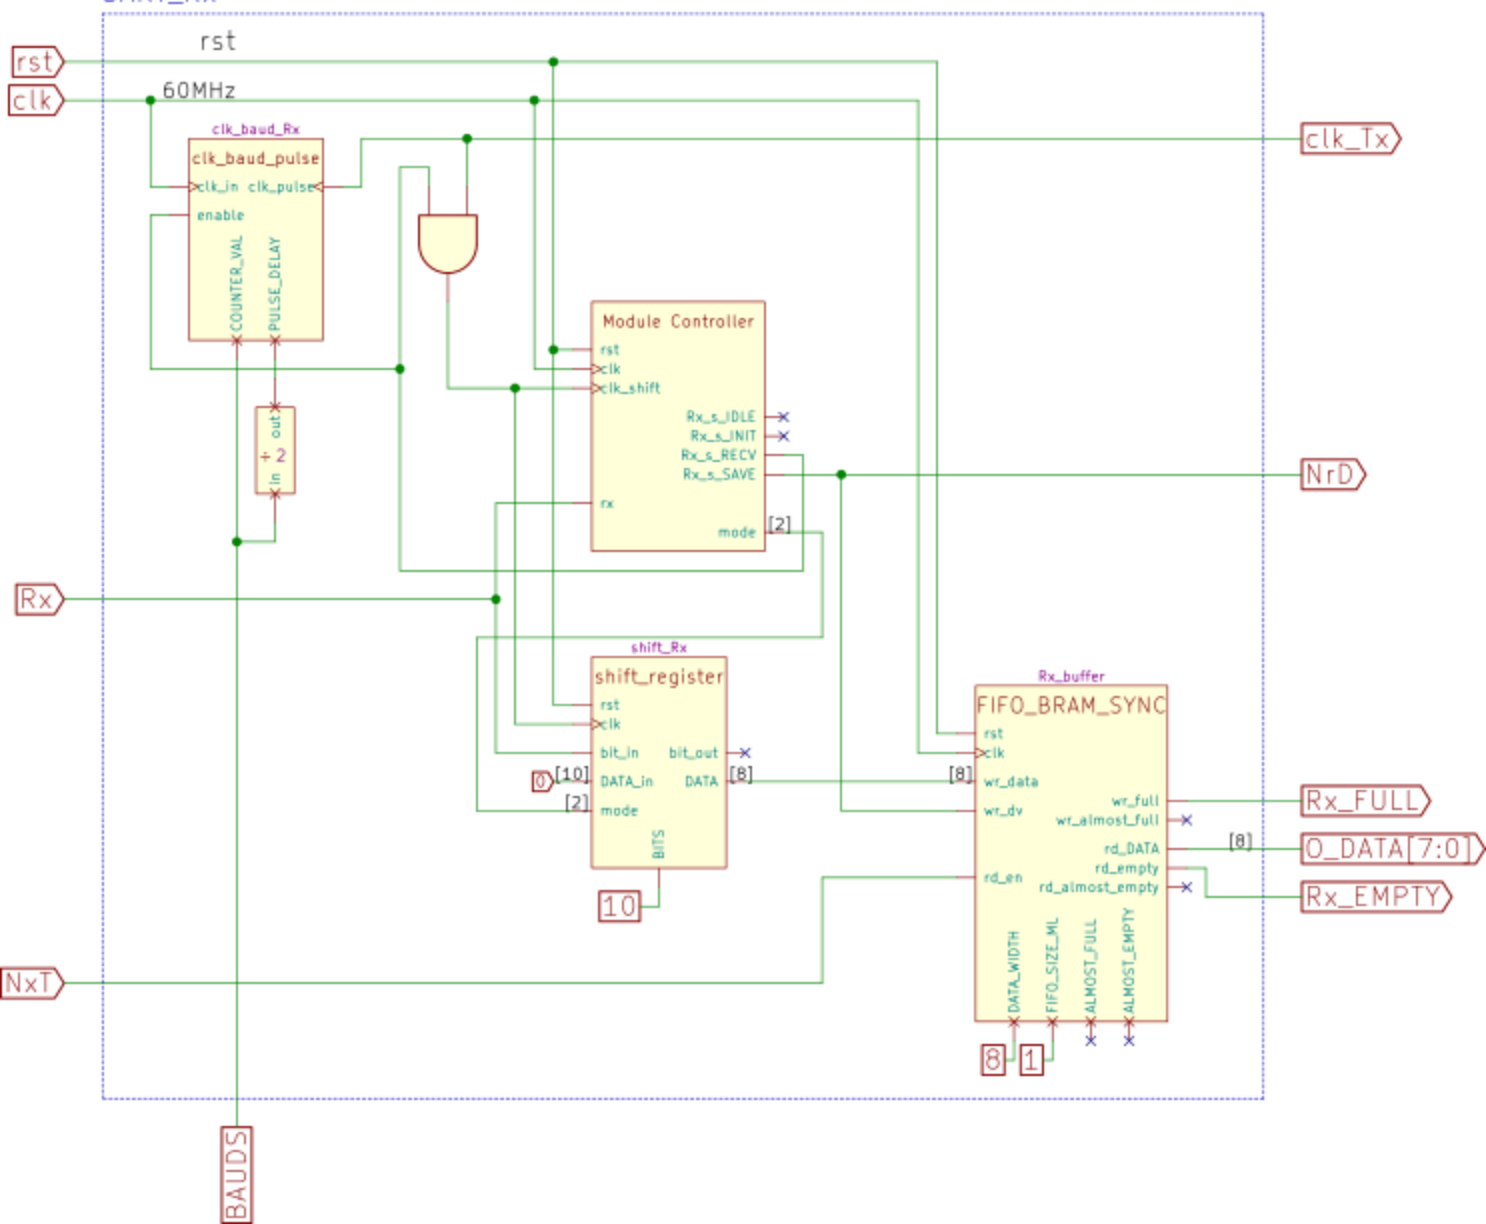 rst
rst
clk
60MHz
clk_baud_Rx
clk_baud_pulse
clk_in clk_pulse
enable
COUNTER_VAL
PULSE_DELAY
clk_Tx
out
÷ 2
in
Module Controller
rst
clk
clk_shift
Rx_s_IDLE
Rx_s_INIT
Rx_s_RECV
Rx_s_SAVE
rx
mode
[2]
NrD
Rx
shift_Rx
shift_register
rst
clk
bit_in bit_out
0
[10]
DATA_in DATA
[8]
[2]
mode
BITS
10
Rx_buffer
FIFO_BRAM_SYNC
rst
clk
[8]
wr_data
wr_dv
wr_full
wr_almost_full
rd_DATA
rd_empty
rd_en
rd_almost_empty
DATA_WIDTH
FIFO_SIZE_ML
ALMOST_FULL
ALMOST_EMPTY
8
1
Rx_FULL
[8]
O_DATA[7:0]
Rx_EMPTY
NxT
BAUDS